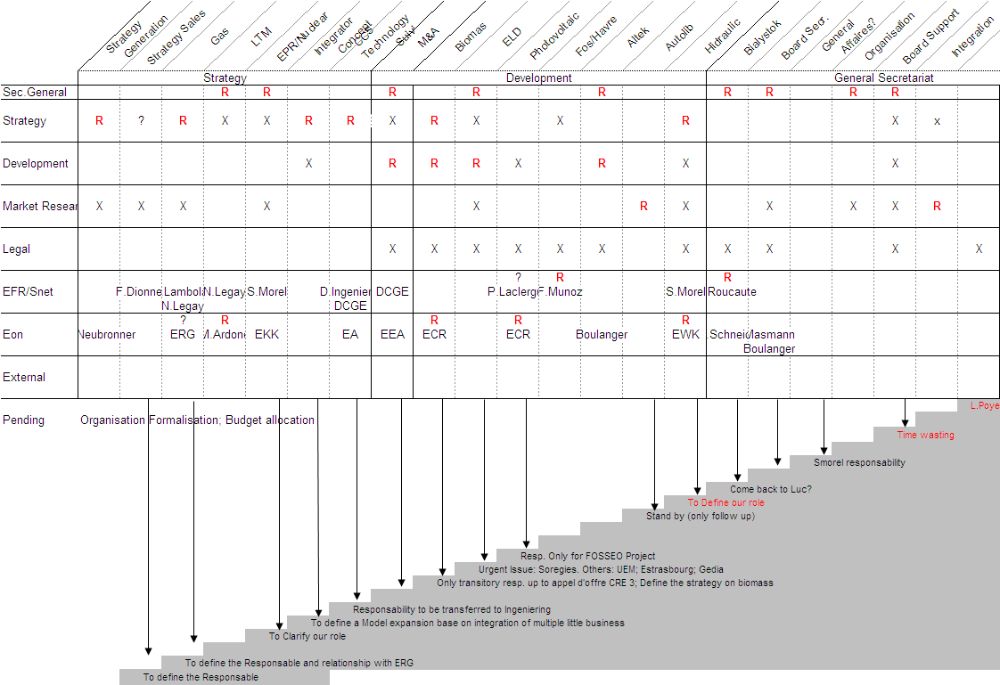 Strategy
Generation
Strategy Sales
Gas
LTM
EPR/Nuclear
Integrator
Concept
CCS
Technology
Surv
M&A
Biomas
ELD
Photovoltaic
Fos/Havre
Altek
Autolib
Hidraulic
Bialystok
Board Secr.
General
Affaires?
Organisation
Board Support
Integration
Strategy Development General Secretariat
Sec.General R R R R R R R R R
Strategy R ? R X X R R X R X X R X x
Development X R R R X R X X
Market Resear X X X X X R X X X X R
Legal X X X X X X X X X X X
? R R
EFR/Snet F.Dionne .Lambola N.Legay S.Morel D.Ingenier DCGE P.Laclerge F.Munoz S.Morel Roucaute
N.Legay DCGE
? R R R R
Eon Neubronner ERG M.Ardone EKK EA EEA ECR ECR Boulanger EWK .Schneid Masmann
Boulanger
External
Pending Organisation Formalisation; Budget allocation
L.Poye
Time wasting
Smorel responsability
Come back to Luc?
To Define our role
Stand by (only follow up)
Resp. Only for FOSSEO Project
Urgent Issue: Soregies. Others: UEM; Estrasbourg; Gedia
Only transitory resp. up to appel d'offre CRE 3; Define the strategy on biomass
Responsability to be transferred to Ingeniering
To define a Model expansion base on integration of multiple little business
To Clarify our role
To define the Responsable and relationship with ERG
To define the Responsable